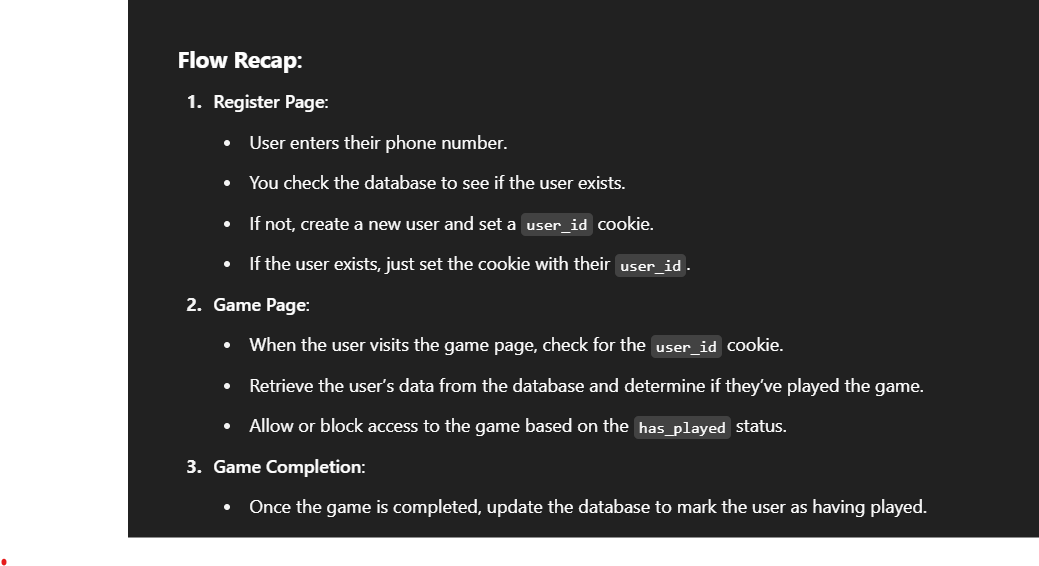 Flow Recap:
1. Register Page:
• User enters their phone number.
• You check the database to see if the user exists.
• If not, create a new user and set a user_id cookie.
• If the user exists, just set the cookie with their user_id.
2. Game Page:
• When the user visits the game page, check for the user_id cookie.
• Retrieve the user’s data from the database and determine if they’ve played the game.
• Allow or block access to the game based on the has_played status.
3. Game Completion:
• Once the game is completed, update the database to mark the user as having played.